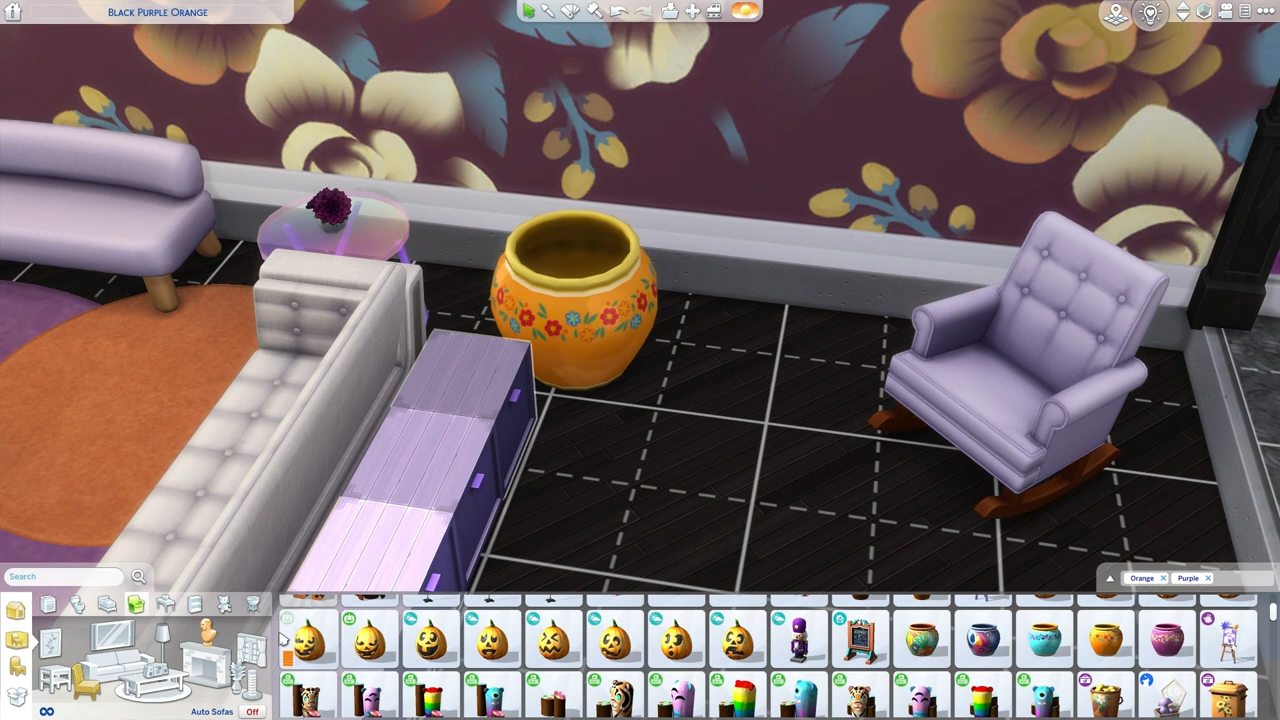 BLACK PURPLE ORANGE
Search
Orange
Purple
Auto Sofas
Off